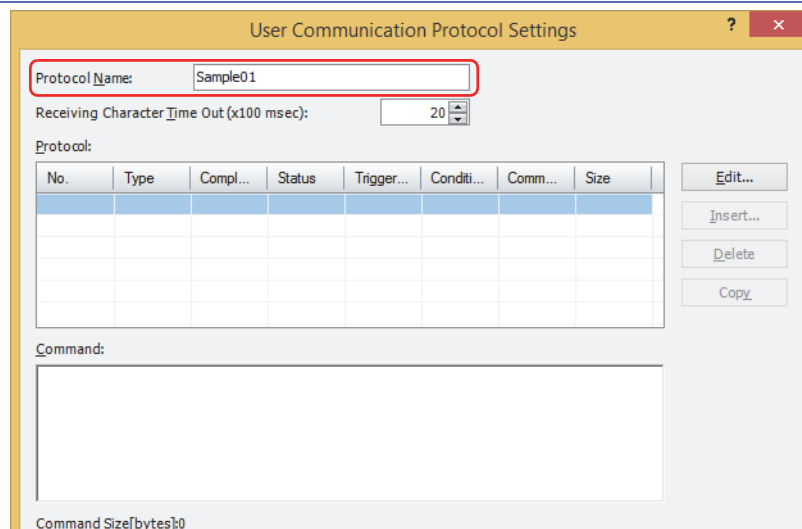 User Communication Protocol Settings
? ×
Protocol Name: Sample01
Receiving Character Time Out (x100 msec): 20
Protocol:
No. Type Compl... Status Trigger... Conditi... Comm... Size
Edit...
Insert...
Delete
Copy
Command:
Command Size[bytes]:0